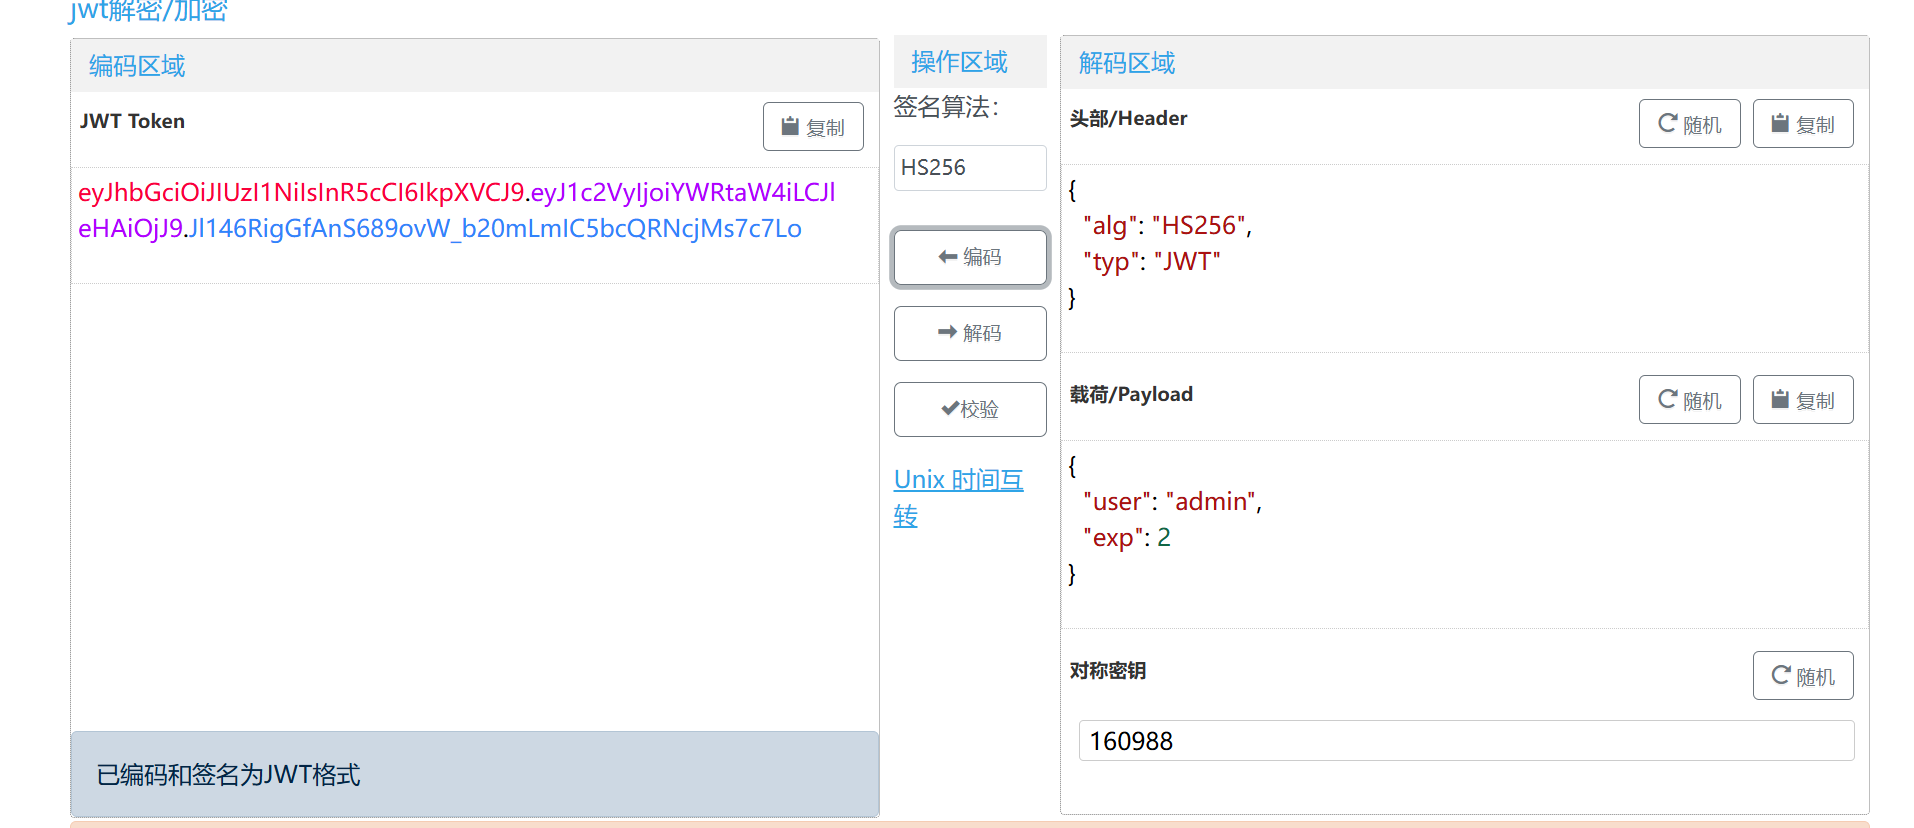 jwt解密/加密
编码区域
JWT Token
复制
eyJhbGciOiJIUzI1NiIsInR5cCI6IkpXVCJ9.eyJ1c2VyIjoiYWRtaW4iLCJl
eHAiOjJ9.Jl146RigGfAnS689ovW_b20mLmIC5bcQRNcjMs7c7Lo
已编码和签名为JWT格式
操作区域
签名算法：
HS256
编码
解码
校验
Unix 时间互
转
解码区域
头部/Header
随机
复制
{
"alg": "HS256",
"typ": "JWT"
}
载荷/Payload
随机
复制
{
"user": "admin",
"exp": 2
}
对称密钥
随机
160988